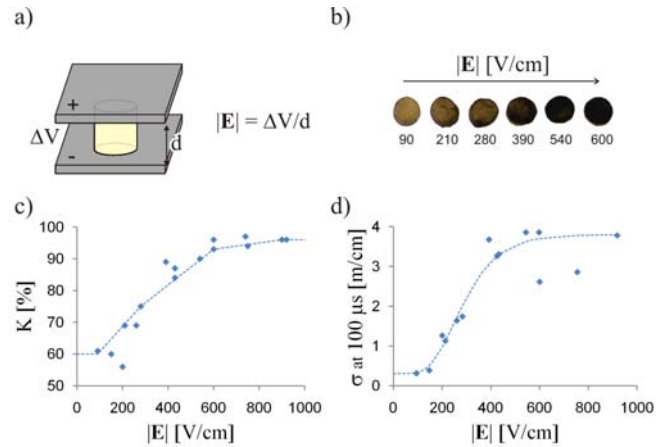 a)
+
ΔV
-
d
|E| = ΔV/d
b)
|E| [V/cm]
90 210 280 390 540 600
c)
K [%]
100
90
80
70
60
50
0 200 400 600 800 1000
|E| [V/cm]
d)
σ at 100 μs [m/cm]
4
3
2
1
0
0 200 400 600 800 1000
|E| [V/cm]